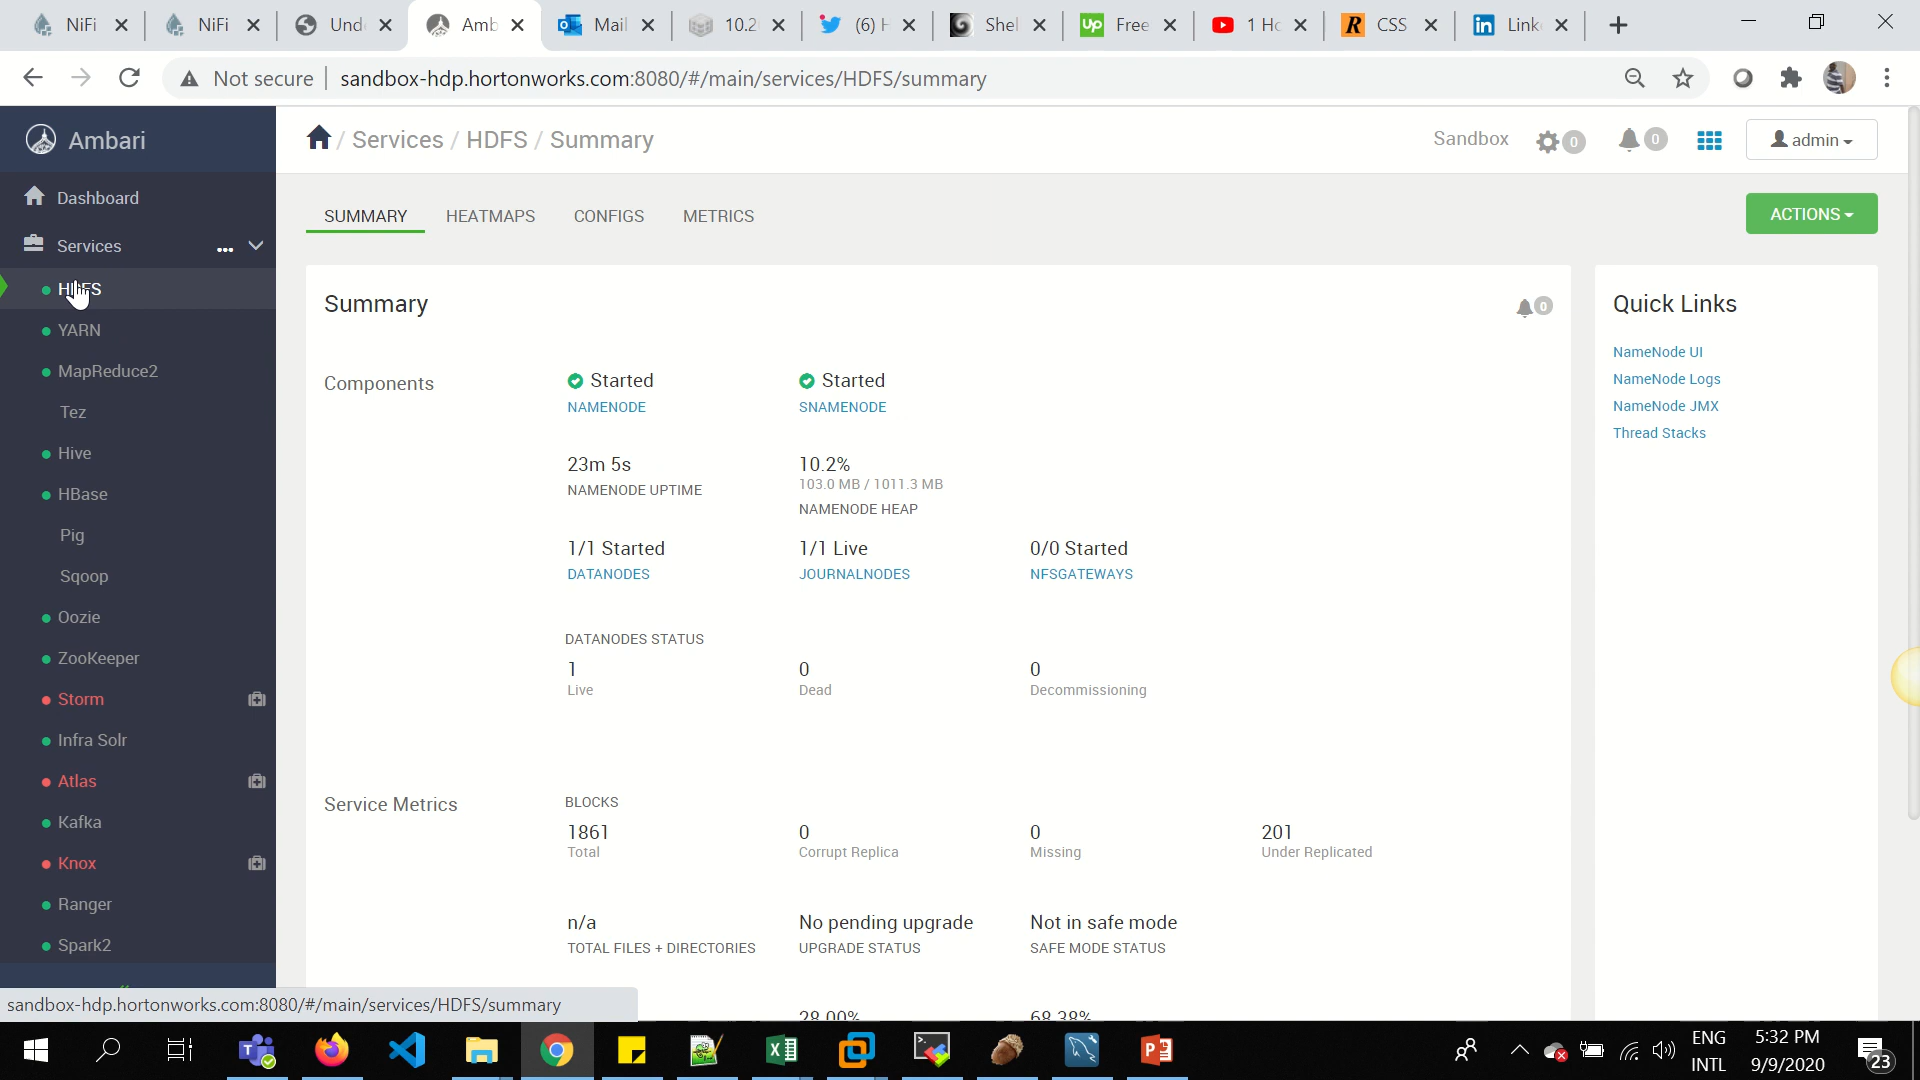 NiFi
NiFi
Und
Amb
Mail
10.2
(6) H
Shel
Free
1 Ho
CSS
Link
Not secure
sandbox-hdp.hortonworks.com:8080/#/main/services/HDFS/summary
Ambari
/ Services / HDFS / Summary
Sandbox
0
0
admin
Dashboard
Services
...
HDFS
YARN
MapReduce2
Tez
Hive
HBase
Pig
Sqoop
Oozie
ZooKeeper
Storm
Infra Solr
Atlas
Kafka
Knox
Ranger
Spark2
SUMMARY HEATMAPS CONFIGS METRICS
ACTIONS
Summary
0
Components
Started Started
NAMENODE SNAMENODE
23m 5s 10.2%
103.0 MB / 1011.3 MB
NAMENODE UPTIME
NAMENODE HEAP
1/1 Started 1/1 Live 0/0 Started
DATANODES JOURNALNODES NFSGATEWAYS
DATANODES STATUS
1 0 0
Live Dead Decommissioning
Service Metrics
BLOCKS
1861 0 0 201
Total Corrupt Replica Missing Under Replicated
n/a No pending upgrade Not in safe mode
TOTAL FILES + DIRECTORIES UPGRADE STATUS SAFE MODE STATUS
28.00% 68.38%
Quick Links
NameNode UI
NameNode Logs
NameNode JMX
Thread Stacks
sandbox-hdp.hortonworks.com:8080/#/main/services/HDFS/summary
ENG
INTL
5:32 PM
9/9/2020
23